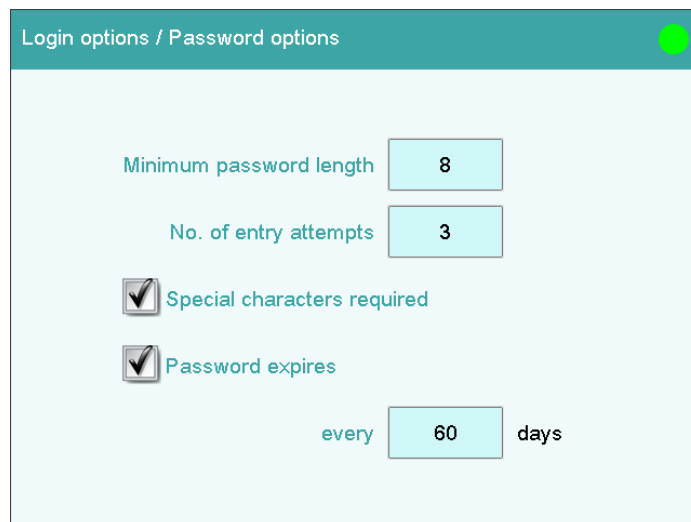 Login options / Password options
Minimum password length 8
No. of entry attempts 3
Special characters required
Password expires
every 60 days